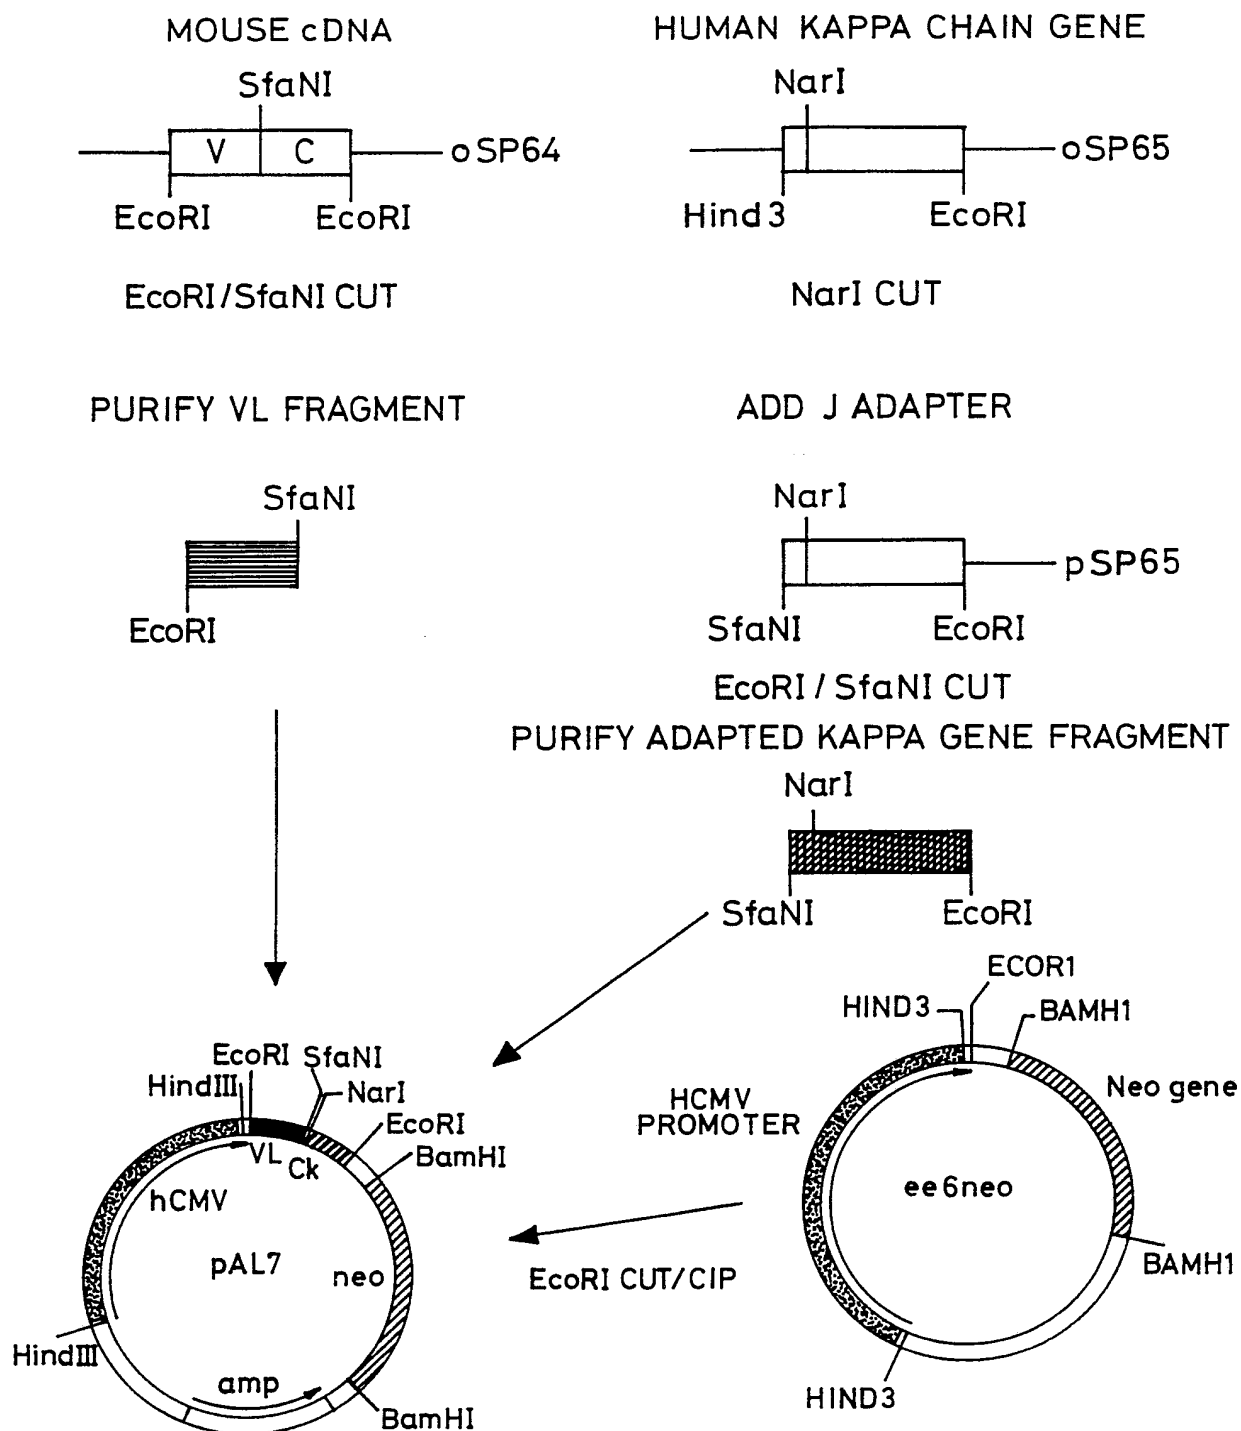 MOUSE cDNA
SfaNI
V
C
oSP64
EcoRI
EcoRI
EcoRI/SfaNI CUT
HUMAN KAPPA CHAIN GENE
NarI
oSP65
Hind3
EcoRI
NarI CUT
PURIFY VL FRAGMENT
SfaNI
EcoRI
ADD J ADAPTER
NarI
pSP65
SfaNI
EcoRI
EcoRI / SfaNI CUT
PURIFY ADAPTED KAPPA GENE FRAGMENT
NarI
SfaNI
EcoRI
ECOR1
HIND3
BAMH1
Neo gene
HCMV
PROMOTER
ee6neo
BAMH1
HIND3
EcoRI CUT/CIP
EcoRI
SfaNI
HindIII
NarI
EcoRI
BamHI
VL
Ck
hCMV
pAL7
neo
HindIII
amp
BamHI